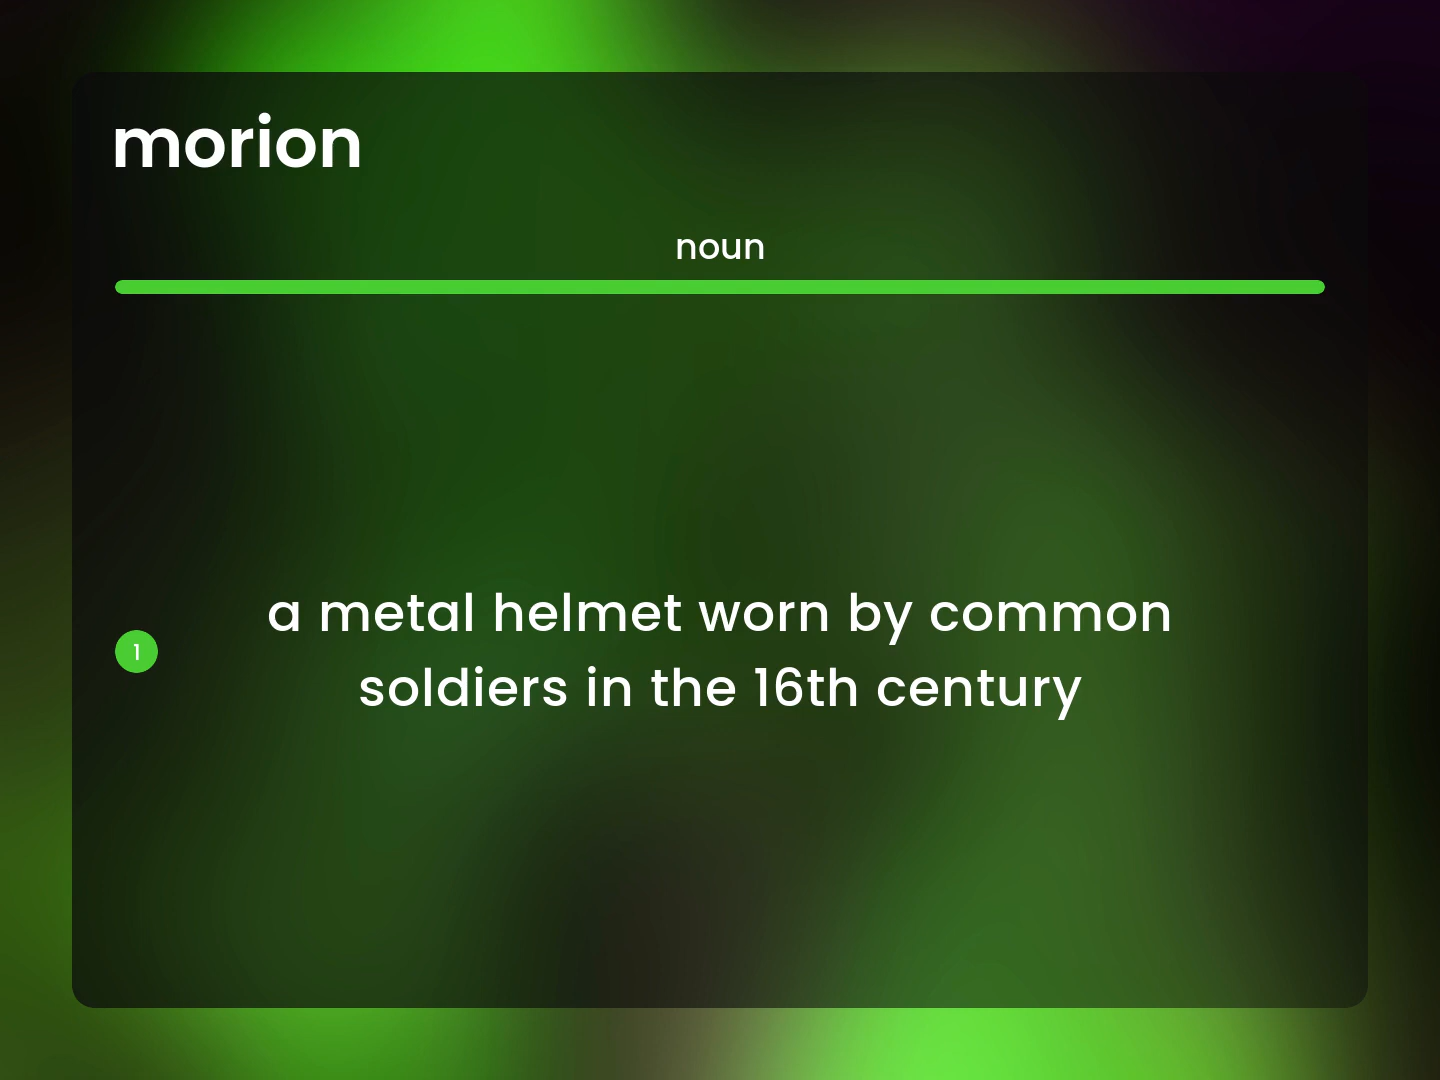 morion
noun
1
a metal helmet worn by common
soldiers in the 16th century